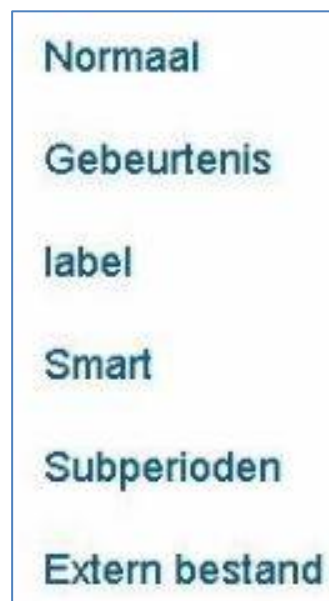 Normaal
Gebeurtenis
label
Smart
Subperioden
Extern bestand